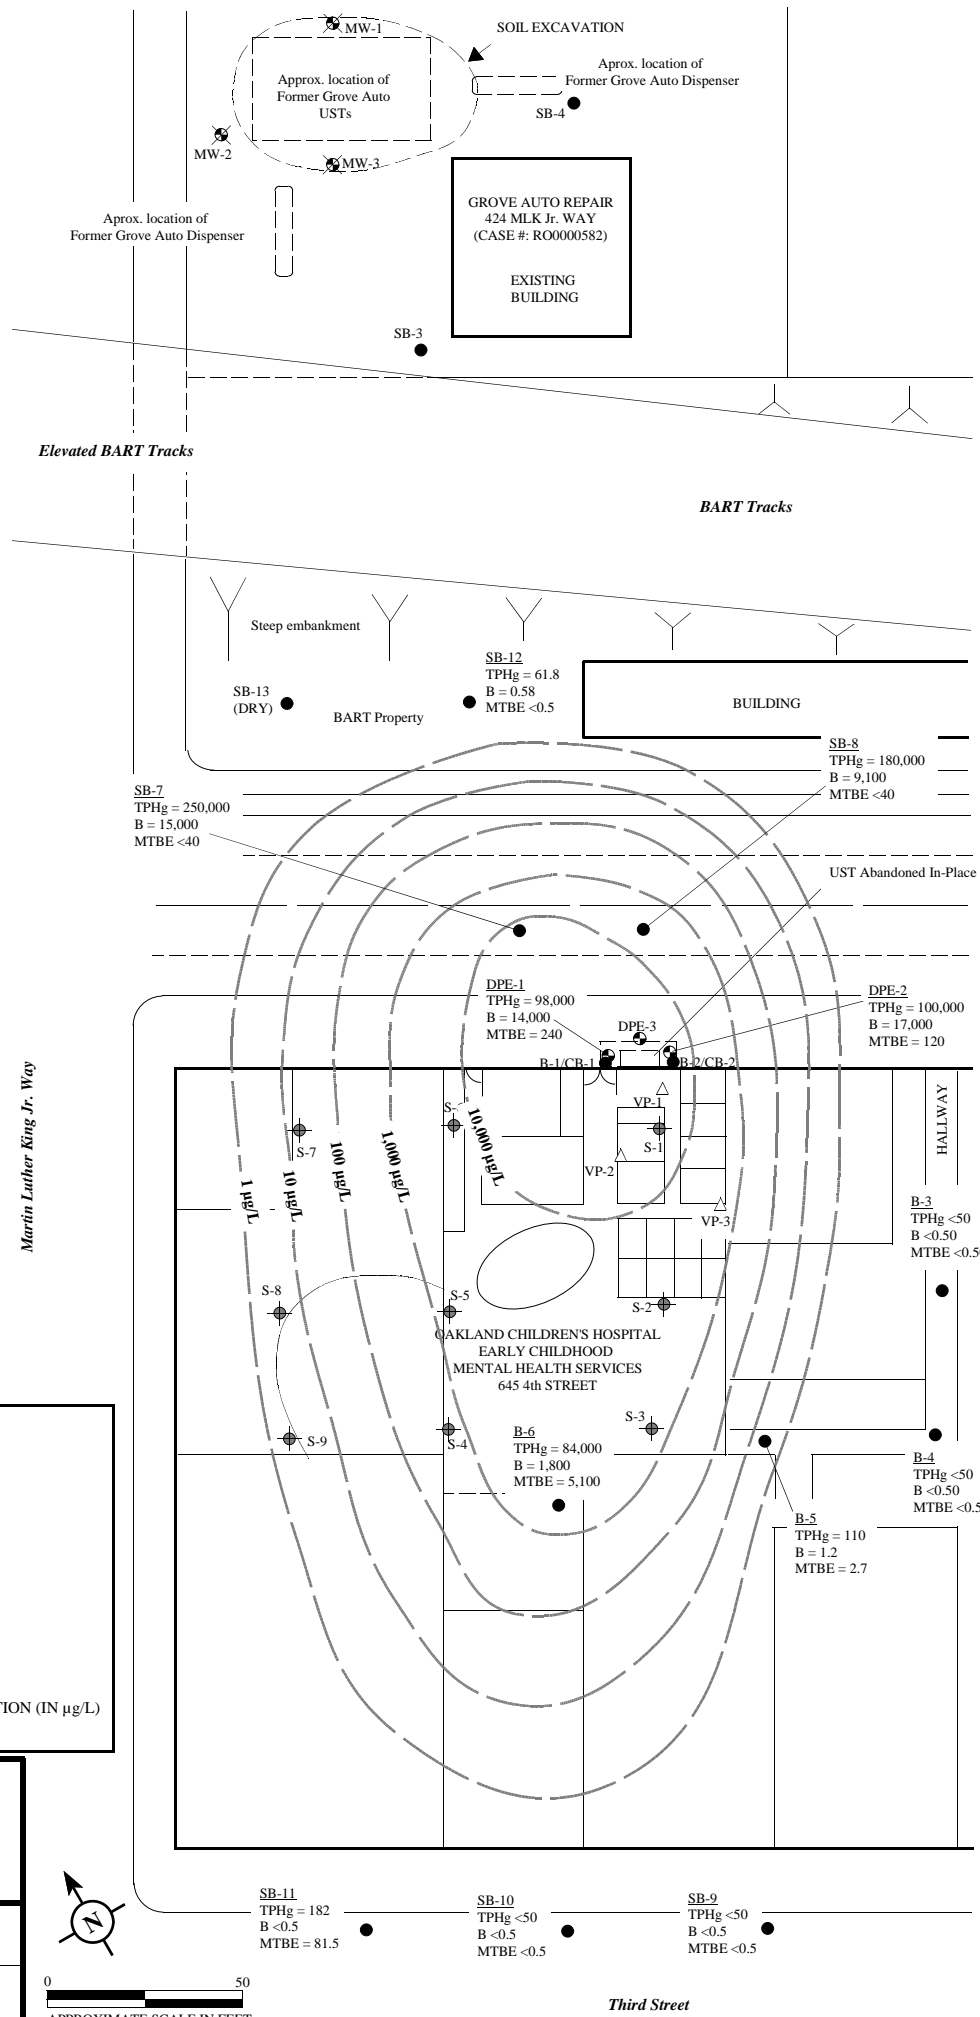 MW-1
SOIL EXCAVATION
Approx. location of
Former Grove Auto
USTs
Aprox. location of
Former Grove Auto Dispenser
SB-4
MW-2
MW-3
GROVE AUTO REPAIR
424 MLK Jr. WAY
(CASE #: RO0000582)
EXISTING
BUILDING
Aprox. location of
Former Grove Auto Dispenser
SB-3
Elevated BART Tracks
BART Tracks
Steep embankment
SB-12
TPHg = 61.8
B = 0.58
MTBE <0.5
SB-13
(DRY)
BART Property
BUILDING
SB-8
TPHg = 180,000
B = 9,100
MTBE <40
SB-7
TPHg = 250,000
B = 15,000
MTBE <40
UST Abandoned In-Place
DPE-1
TPHg = 98,000
B = 14,000
MTBE = 240
DPE-3
DPE-2
TPHg = 100,000
B = 17,000
MTBE = 120
B-1/CB-1
B-2/CB-2
Martin Luther King Jr. Way
HALLWAY
VP-1
S-7
S-
S-1
VP-2
VP-3
1 µg/L
10 µg/L
100 µg/L
1,000 µg/L
10,000 µg/L
B-3
TPHg <50
B <0.50
MTBE <0.50
S-8
S-5
S-2
OAKLAND CHILDREN'S HOSPITAL
EARLY CHILDHOOD
MENTAL HEALTH SERVICES
645 4th STREET
S-9
S-4
S-3
B-6
TPHg = 84,000
B = 1,800
MTBE = 5,100
B-4
TPHg <50
B <0.50
MTBE <0.5
B-5
TPHg = 110
B = 1.2
MTBE = 2.7
TION (IN µg/L)
SB-11
TPHg = 182
B <0.5
MTBE = 81.5
SB-10
TPHg <50
B <0.5
MTBE <0.5
SB-9
TPHg <50
B <0.5
MTBE <0.5
N
0 50
APPROXIMATE SCALE IN FEET
Third Street